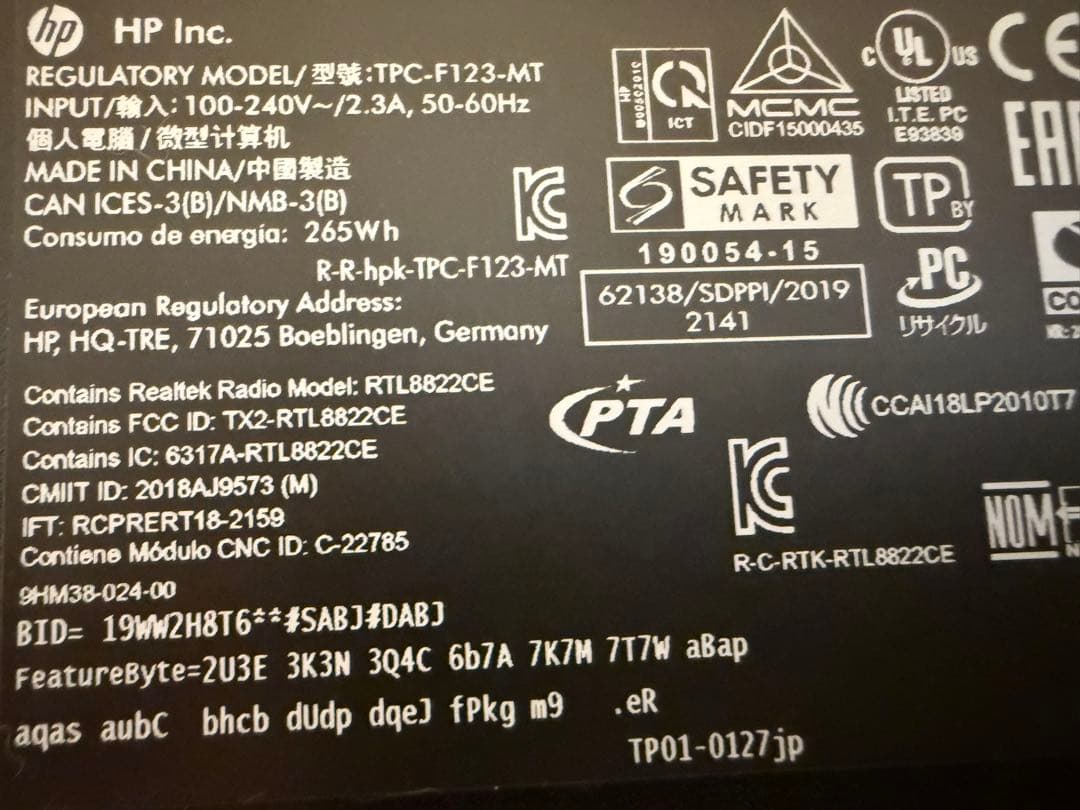 hp HP Inc.
REGULATORY MODEL/ 型號:TPC-F123-MT
INPUT/輸入: 100-240V~/2.3A, 50-60Hz
個人電腦 / 微型计算机
MADE IN CHINA/中國製造
CAN ICES-3(B)/NMB-3(B)
Consumo de energía: 265Wh
R-R-hpk-TPC-F123-MT
European Regulatory Address:
HP, HQ-TRE, 71025 Boeblingen, Germany
Contains Realtek Radio Model: RTL8822CE
Contains FCC ID: TX2-RTL8822CE
Contains IC: 6317A-RTL8822CE
CMIIT ID: 2018AJ9573 (M)
IFT: RCPRERT18-2159
Contiene Módulo CNC ID: C-22785
9HM38-024-00
BID= 19WW2H8T6**#SABJ#DABJ
FeatureByte=2U3E 3K3N 3Q4C 6b7A 7K7M 7T7W aBap
aqas aubC bhcb dUdp dqeJ fPkg m9 .eR
TP01-0127jp
HP
ICT
MCMC
CIDF15000435
C UL US
LISTED
I.T.E. PC
E93839
CE
SAFETY
MARK
190054-15
TP BY
62138/SDPPI/2019
2141
PC
リサイクル
PTA
CCAI18LP2010T7
R-C-RTK-RTL8822CE
NOM